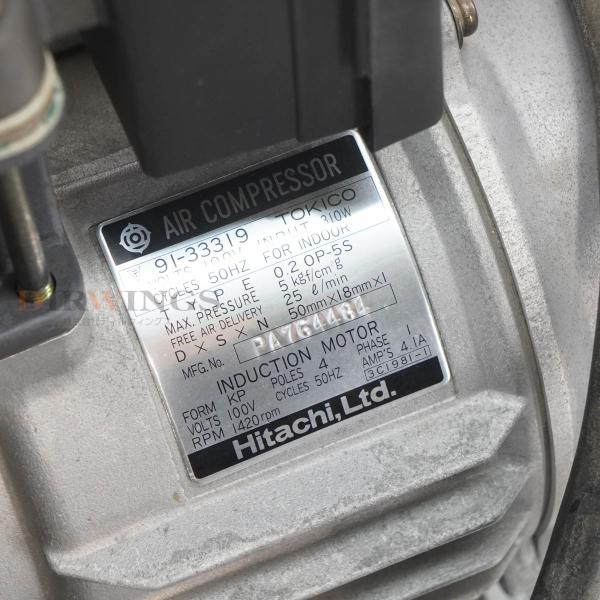 AIR COMPRESSOR
▽ 91-33319 TOKICO
VOLTS 100V INPUT 310W
CYCLES 50HZ FOR INDOOR
TYPE 0.2 OP-5S
MAX. PRESSURE 5 kgf/cm²g
FREE AIR DELIVERY 25 ℓ/min
D × S × N 50mm×18mm×1
MFG. No. PA764484
INDUCTION MOTOR
FORM KP POLES 4 PHASE 1
VOLTS 100V CYCLES 50HZ AMP'S 4.1A
RPM 1420rpm 3C1981-1
Hitachi, Ltd.
DIRWINGS